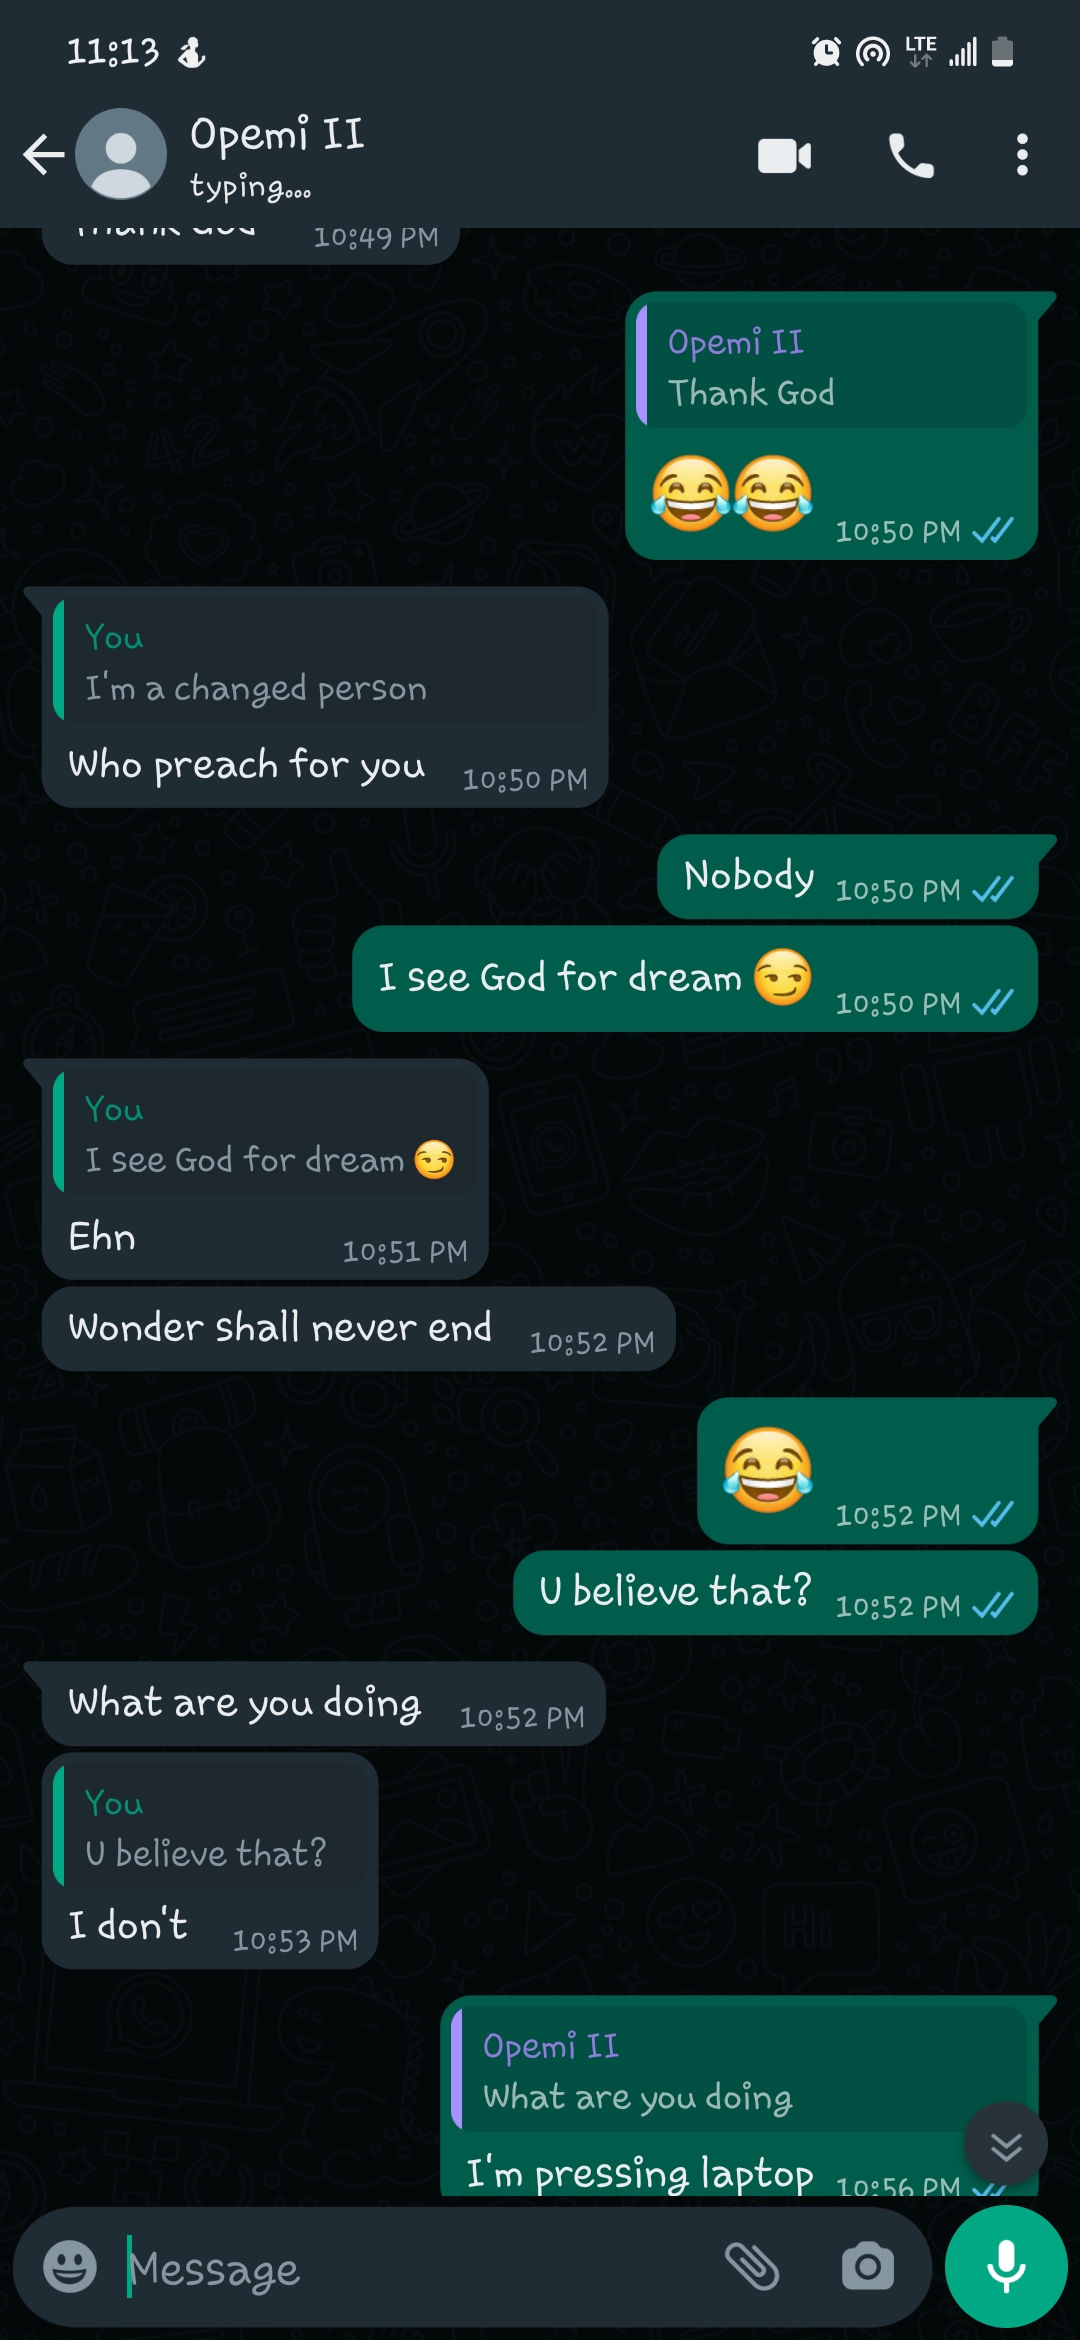 11:13
LTE
Opemi II
typing...
Thank God 10:49 PM
Opemi II
Thank God
😂😂 10:50 PM
You
I'm a changed person
Who preach for you 10:50 PM
Nobody 10:50 PM
I see God for dream 😏 10:50 PM
You
I see God for dream 😏
Ehn 10:51 PM
Wonder shall never end 10:52 PM
😂 10:52 PM
U believe that? 10:52 PM
What are you doing 10:52 PM
You
U believe that?
I don't 10:53 PM
Opemi II
What are you doing
I'm pressing laptop 10:56 PM
Message